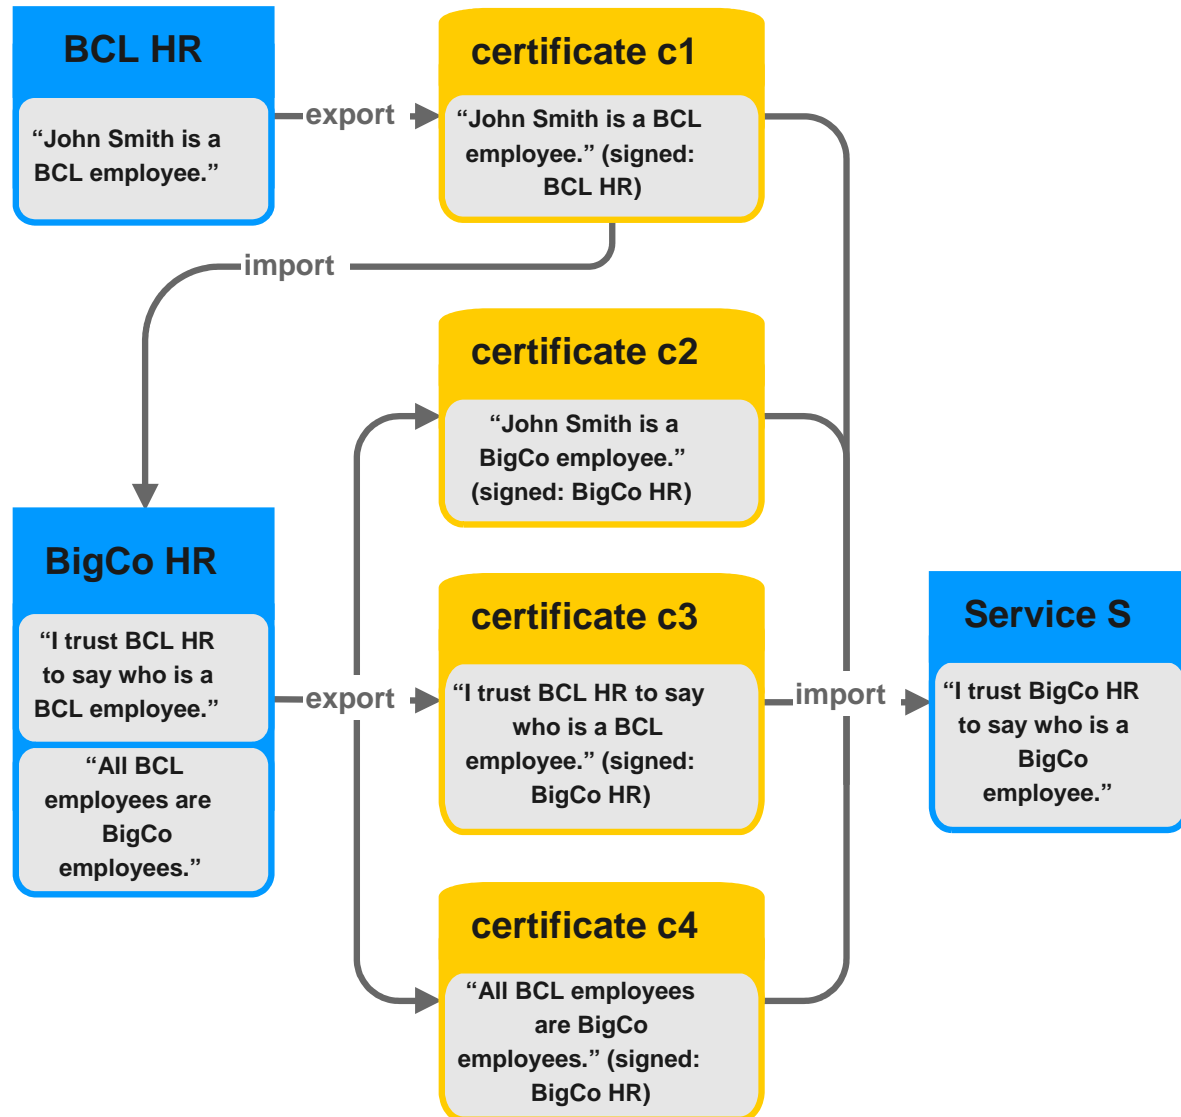 BCL HR
“John Smith is a
BCL employee.”
export
certificate c1
“John Smith is a BCL
employee.” (signed:
BCL HR)
import
certificate c2
“John Smith is a
BigCo employee.”
(signed: BigCo HR)
BigCo HR
“I trust BCL HR
to say who is a
BCL employee.”
“All BCL
employees are
BigCo
employees.”
export
certificate c3
“I trust BCL HR to say
who is a BCL
employee.” (signed:
BigCo HR)
certificate c4
“All BCL employees
are BigCo
employees.” (signed:
BigCo HR)
import
Service S
“I trust BigCo HR
to say who is a
BigCo
employee.”